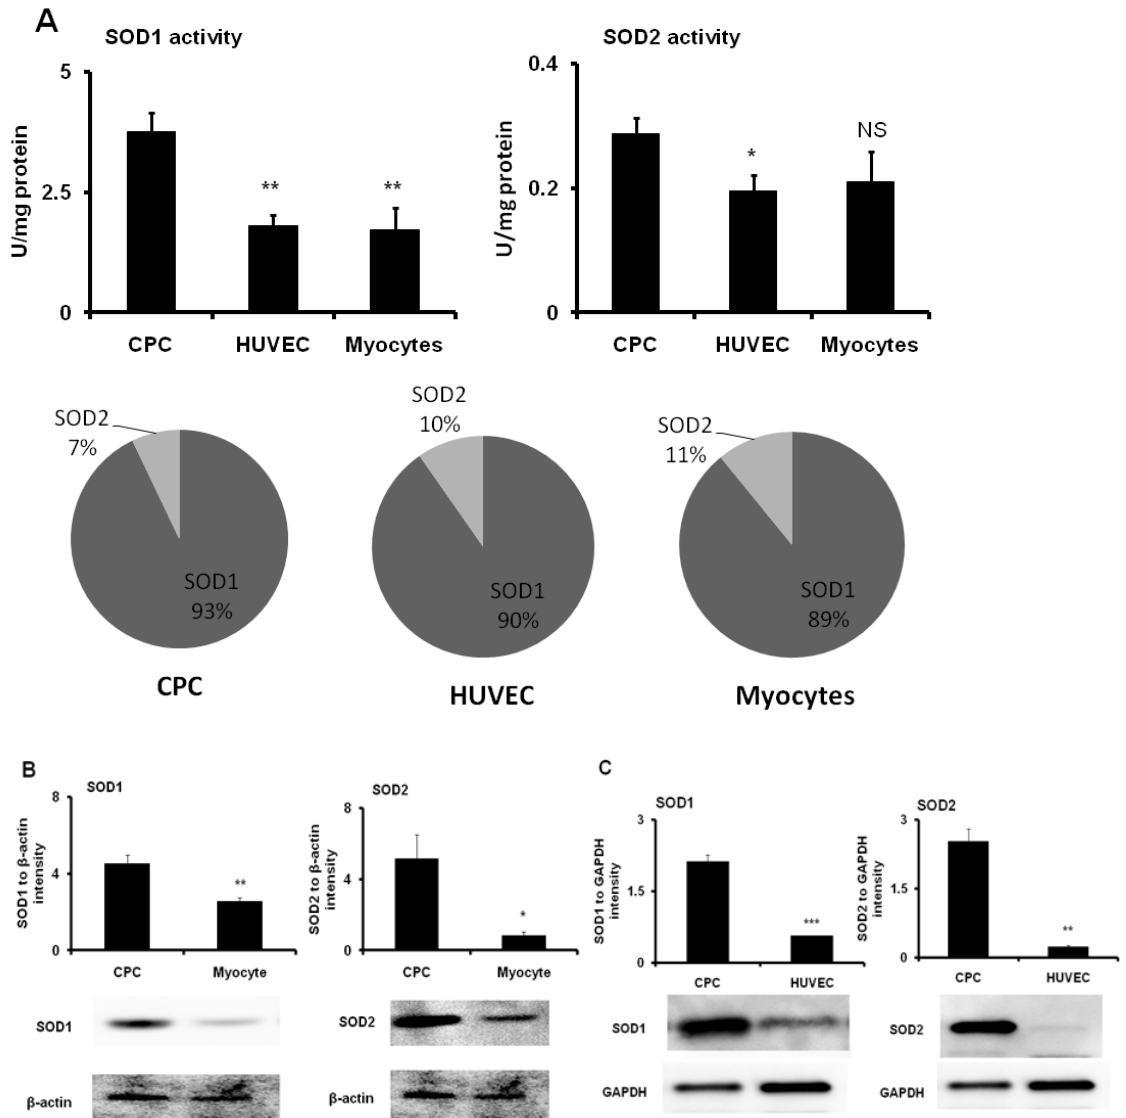 A
SOD1 activity
SOD2 activity
5
2.5
0
U/mg protein
**
**
CPC
HUVEC
Myocytes
0.4
0.2
0
U/mg protein
*
NS
CPC
HUVEC
Myocytes
SOD2
7%
SOD1
93%
CPC
SOD2
10%
SOD1
90%
HUVEC
SOD2
11%
SOD1
89%
Myocytes
B
SOD1
8
4
0
SOD1 to β-actin
intensity
**
CPC
Myocyte
SOD1
β-actin
SOD2
8
4
0
SOD2 to β-actin
intensity
*
CPC
Myocyte
SOD2
β-actin
C
SOD1
3
1.5
0
SOD1 to GAPDH
intensity
***
CPC
HUVEC
SOD1
GAPDH
SOD2
3
1.5
0
SOD2 to GAPDH
intensity
**
CPC
HUVEC
SOD2
GAPDH